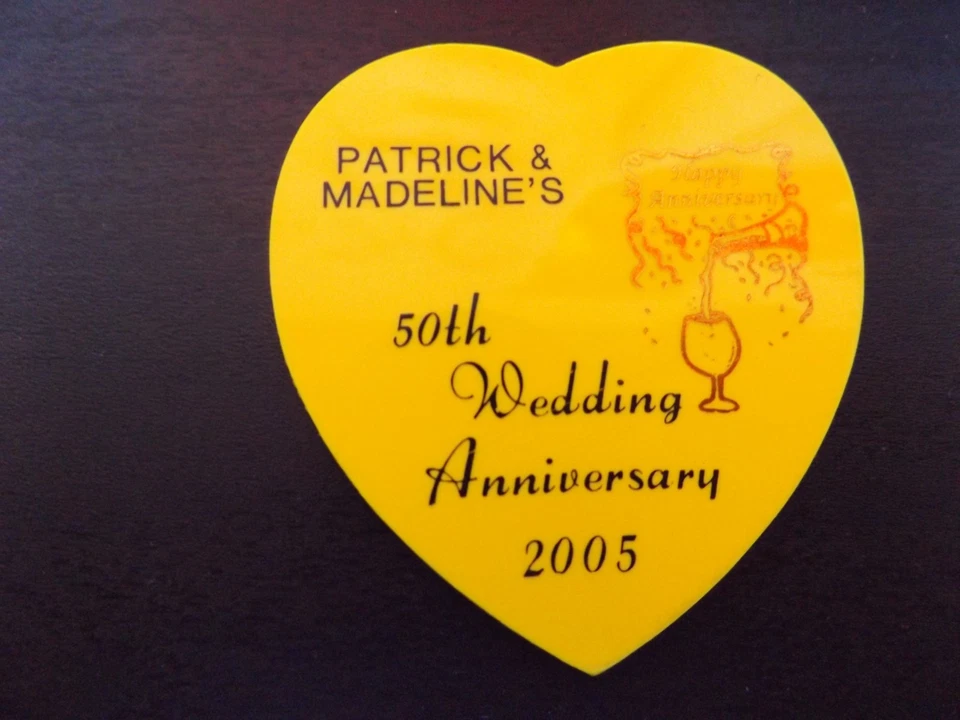 PATRICK &
MADELINE'S
Happy
Anniversary
50th
Wedding
Anniversary
2005